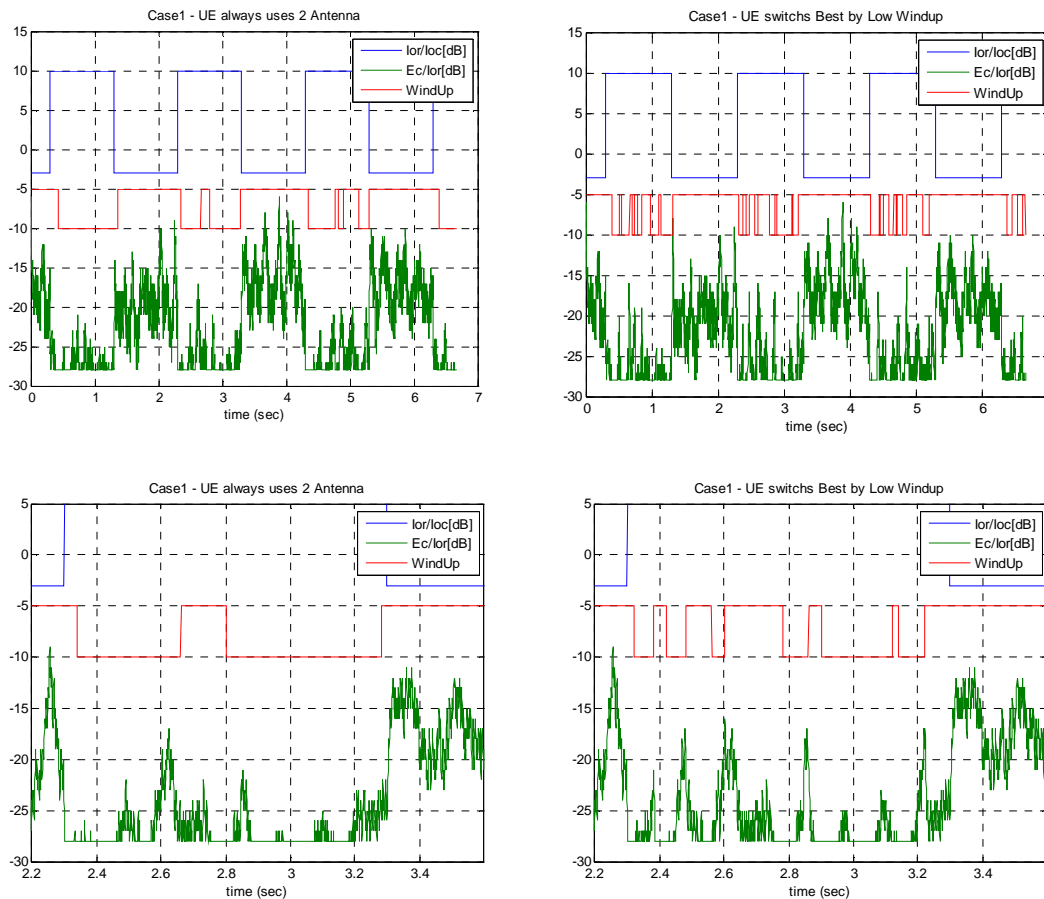 Case1 - UE always uses 2 Antenna
15
10
5
0
-5
-10
-15
-20
-25
-30
0 1 2 3 4 5 6 7
time (sec)
Ior/Ioc[dB]
Ec/Ior[dB]
WindUp
Case1 - UE switchs Best by Low Windup
15
10
5
0
-5
-10
-15
-20
-25
-30
0 1 2 3 4 5 6
time (sec)
Ior/Ioc[dB]
Ec/Ior[dB]
WindUp
Case1 - UE always uses 2 Antenna
5
0
-5
-10
-15
-20
-25
-30
2.2 2.4 2.6 2.8 3 3.2 3.4
time (sec)
Ior/Ioc[dB]
Ec/Ior[dB]
WindUp
Case1 - UE switchs Best by Low Windup
5
0
-5
-10
-15
-20
-25
-30
2.2 2.4 2.6 2.8 3 3.2 3.4
time (sec)
Ior/Ioc[dB]
Ec/Ior[dB]
WindUp